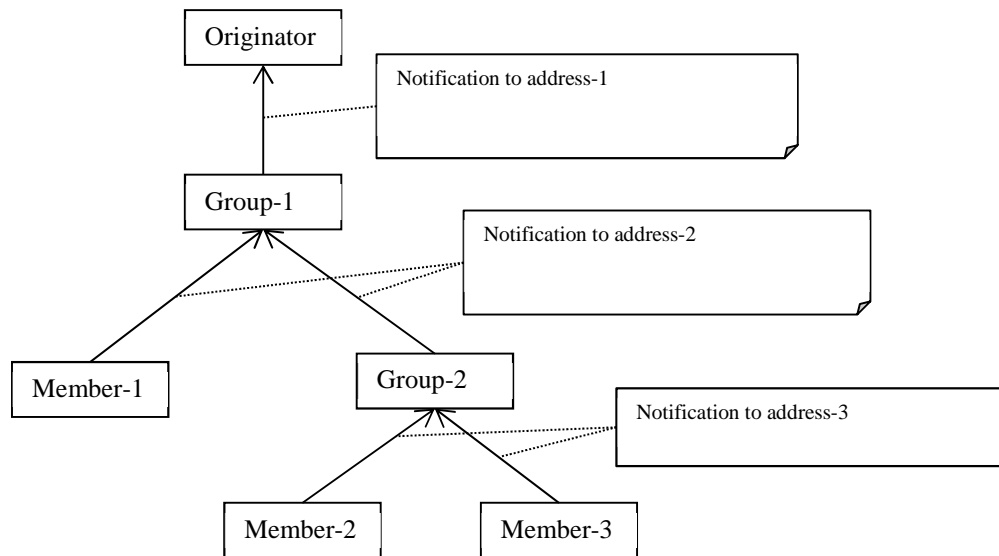 Originator
Notification to address-1
Group-1
Notification to address-2
Member-1
Group-2
Notification to address-3
Member-2
Member-3